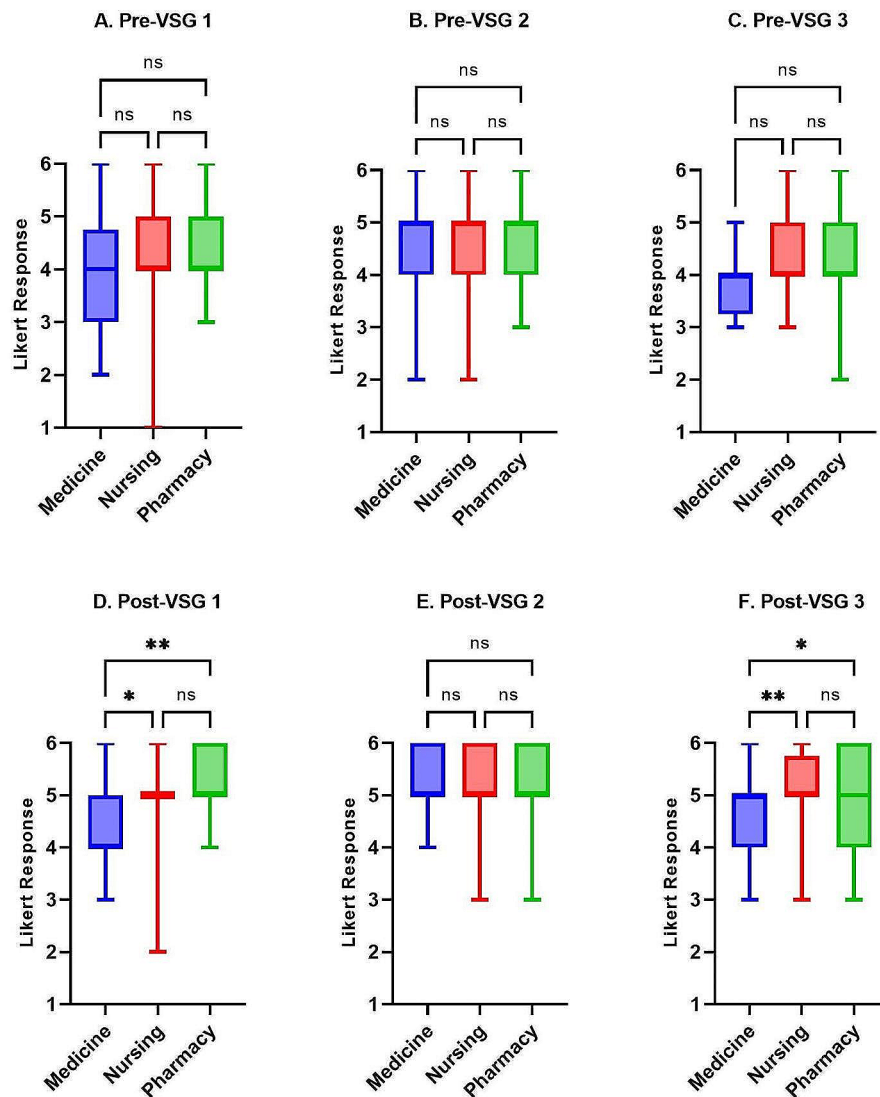 A. Pre-VSG 1
ns
ns
ns
6
5
4
3
2
1
Likert Response
Medicine
Nursing
Pharmacy
B. Pre-VSG 2
ns
ns
ns
6
5
4
3
2
1
Likert Response
Medicine
Nursing
Pharmacy
C. Pre-VSG 3
ns
ns
ns
6
5
4
3
2
1
Likert Response
Medicine
Nursing
Pharmacy
D. Post-VSG 1
**
*
ns
6
5
4
3
2
1
Likert Response
Medicine
Nursing
Pharmacy
E. Post-VSG 2
ns
ns
ns
6
5
4
3
2
1
Likert Response
Medicine
Nursing
Pharmacy
F. Post-VSG 3
*
**
ns
6
5
4
3
2
1
Likert Response
Medicine
Nursing
Pharmacy